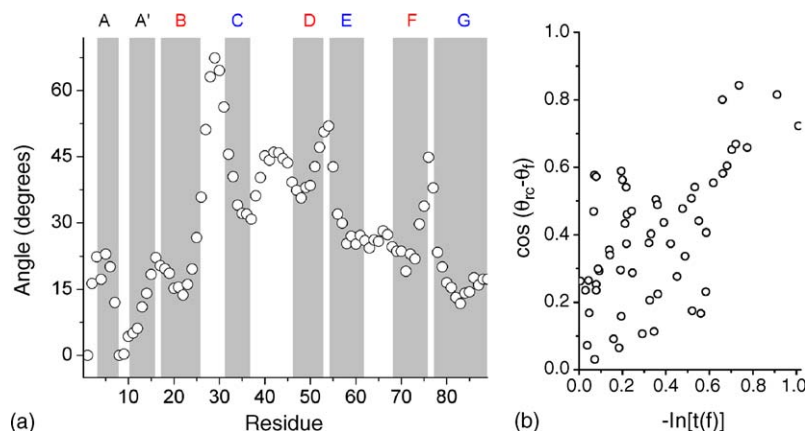 A A' B C D E F G
60
45
30
15
0
Angle (degrees)
10 20 30 40 50 60 70 80
Residue
(a)
1.0
0.8
0.6
0.4
0.2
0.0
cos (θrc-θf)
0.0 0.2 0.4 0.6 0.8 1.0
-ln[t(f)]
(b)